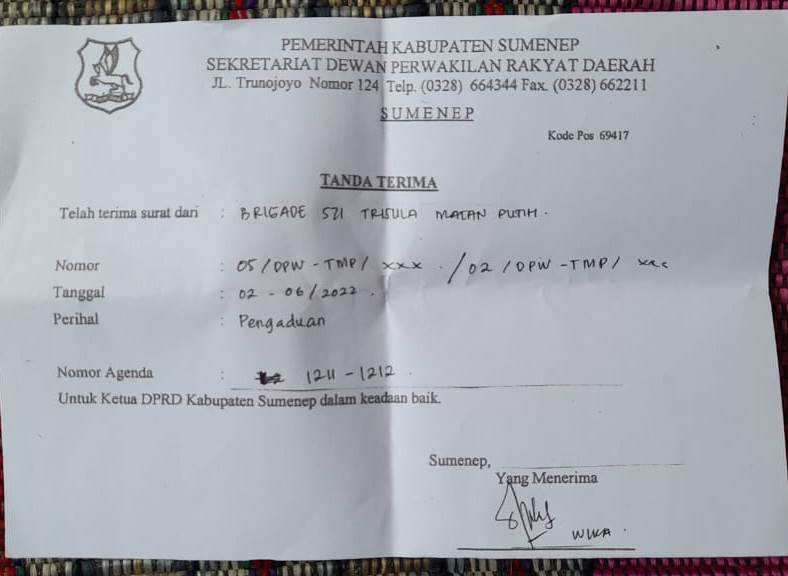 PEMERINTAH KABUPATEN SUMENEP
SEKRETARIAT DEWAN PERWAKILAN RAKYAT DAERAH
JL. Trunojoyo Nomor 124 Telp. (0328) 664344 Fax. (0328) 662211
SUMENEP
Kode Pos 69417
TANDA TERIMA
Telah terima surat dari : BRIGADE 571 TRISULA MACAN PUTIH.
Nomor : 05/DPW-TMP/ xxx . /02/DPW-TMP/ xxx
Tanggal : 02 - 06/2022 .
Perihal : Pengaduan
Nomor Agenda : 1211 - 1212 .
Untuk Ketua DPRD Kabupaten Sumenep dalam keadaan baik.
Sumenep,
Yang Menerima
WIKA .